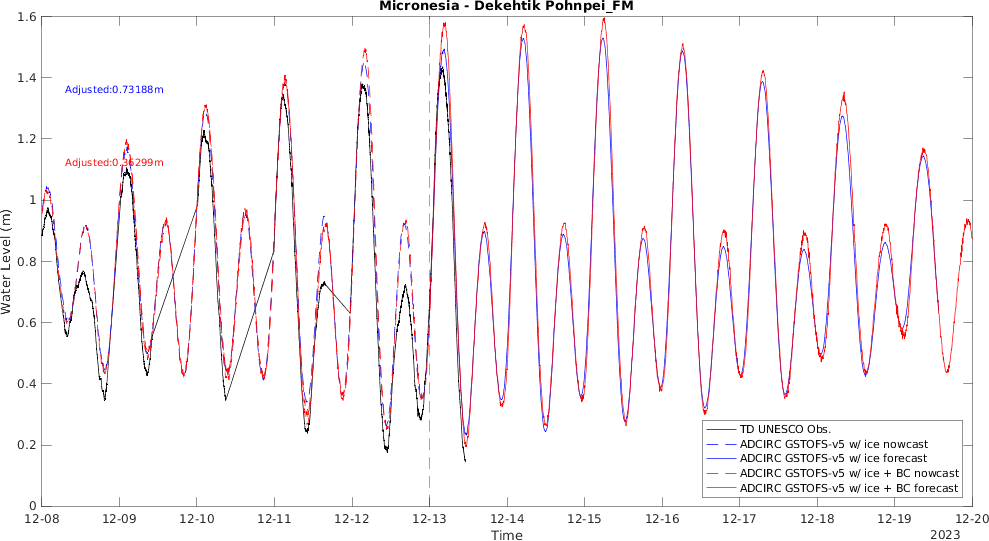 Micronesia - Dekehtik Pohnpei_FM
1.6
1.4
1.2
1
0.8
0.6
0.4
0.2
0
Water Level (m)
Adjusted:0.73188m
Adjusted:0.36299m
TD UNESCO Obs.
ADCIRC GSTOFS-v5 w/ ice nowcast
ADCIRC GSTOFS-v5 w/ ice forecast
ADCIRC GSTOFS-v5 w/ ice + BC nowcast
ADCIRC GSTOFS-v5 w/ ice + BC forecast
12-08 12-09 12-10 12-11 12-12 12-13 12-14 12-15 12-16 12-17 12-18 12-19 12-20
Time
2023